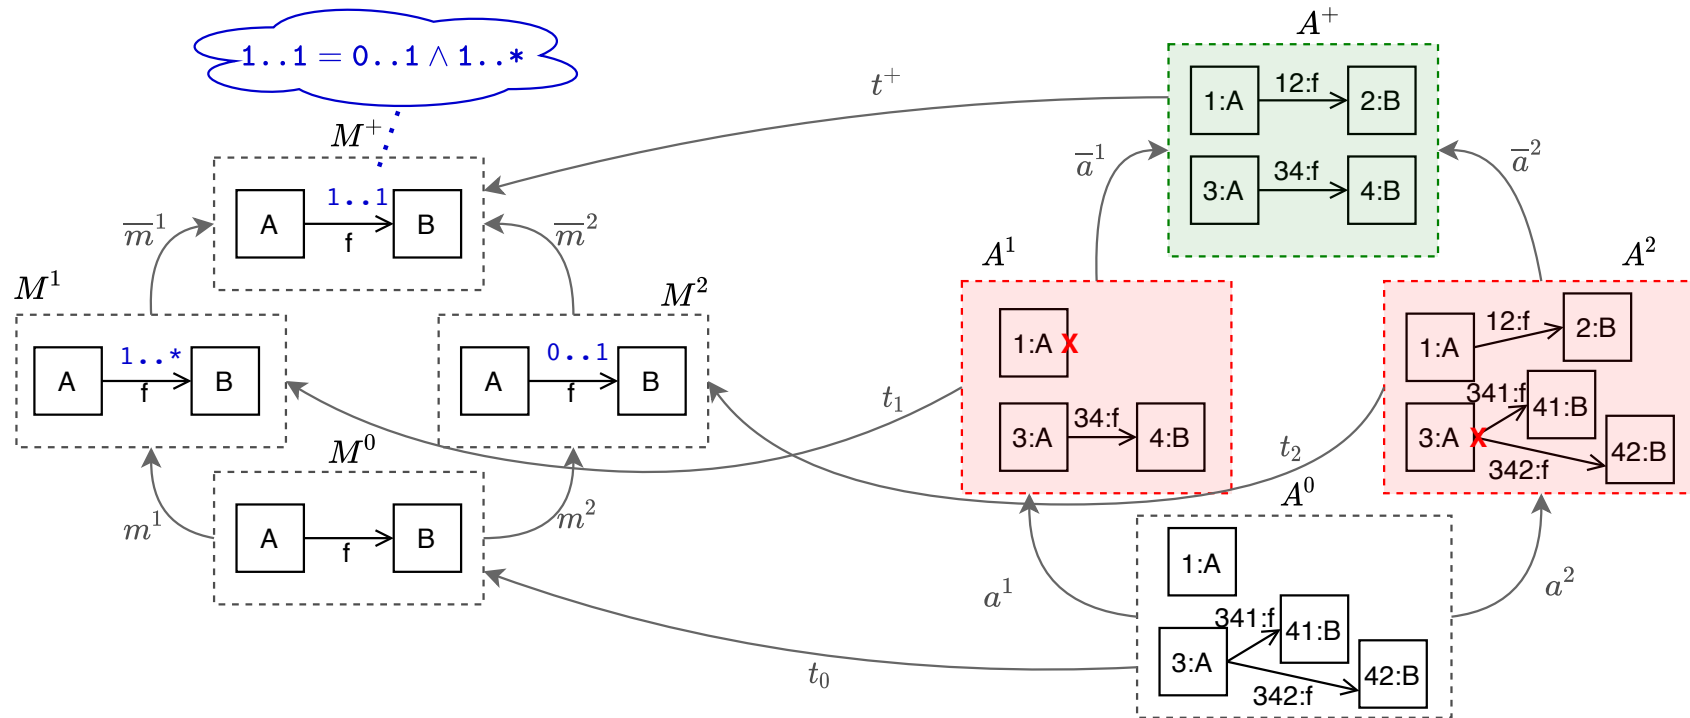 1..1 = 0..1 ∧ 1..*
M⁺
A
1..1
f
B
m̅¹
m̅²
M¹
A
1..*
f
B
M²
A
0..1
f
B
M⁰
A
f
B
m¹
m²
t⁺
t₁
t₂
t₀
A⁺
1:A
12:f
2:B
3:A
34:f
4:B
a̅¹
a̅²
A¹
1:A
X
3:A
34:f
4:B
A²
1:A
12:f
2:B
3:A
X
341:f
41:B
342:f
42:B
A⁰
1:A
3:A
341:f
41:B
342:f
42:B
a¹
a²